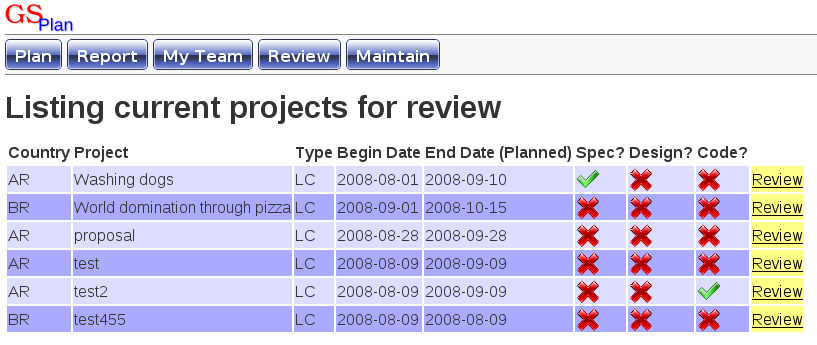 GS Plan
Plan Report My Team Review Maintain
Listing current projects for review
Country Project Type Begin Date End Date (Planned) Spec? Design? Code?
AR Washing dogs LC 2008-08-01 2008-09-10 Review
BR World domination through pizza LC 2008-09-01 2008-10-15 Review
AR proposal LC 2008-08-28 2008-09-28 Review
AR test LC 2008-08-09 2008-09-09 Review
AR test2 LC 2008-08-09 2008-09-09 Review
BR test455 LC 2008-08-09 2008-08-09 Review